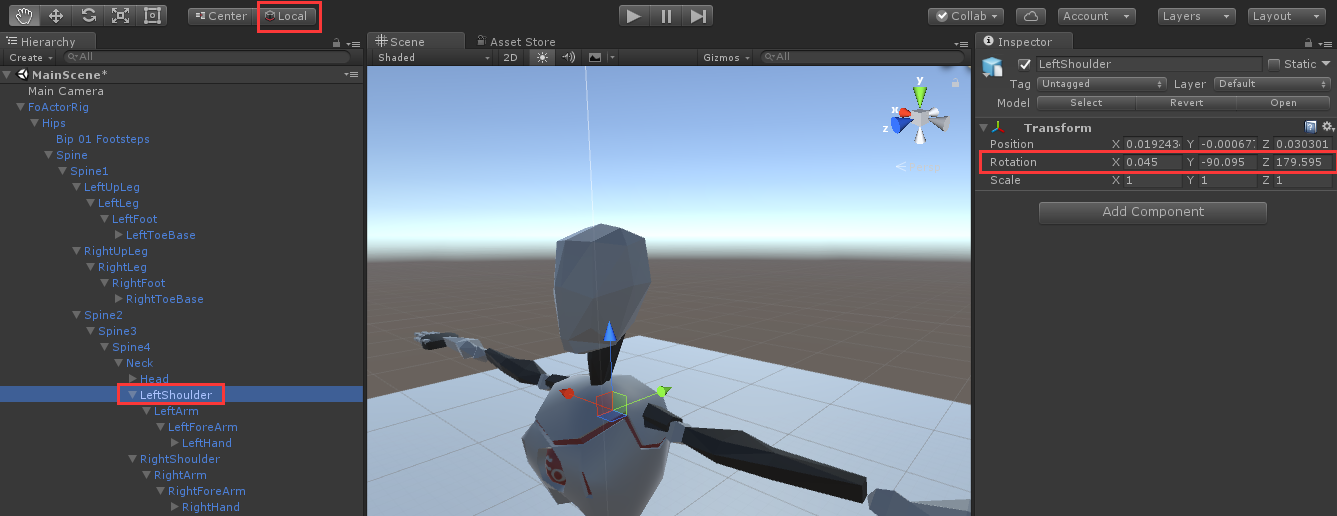 Center Local Collab Account Layers Layout
Hierarchy Scene Asset Store Inspector
Create All Shaded 2D Gizmos All LeftShoulder Static
MainScene* Tag Untagged Layer Default
Main Camera Model Select Revert Open
FoActorRig
Hips Transform
Bip 01 Footsteps Position X 0.019243 Y -0.00067 Z 0.030301
Spine Rotation X 0.045 Y -90.095 Z 179.595
Spine1 Scale X 1 Y 1 Z 1
LeftUpLeg
LeftLeg Add Component
LeftFoot
LeftToeBase
RightUpLeg
RightLeg
RightFoot
RightToeBase
Spine2
Spine3
Spine4
Neck
Head
LeftShoulder
LeftArm
LeftForeArm
LeftHand
RightShoulder
RightArm
RightForeArm
RightHand
y
x
z